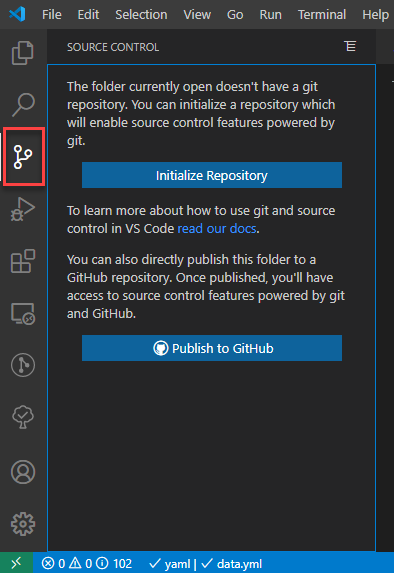 File Edit Selection View Go Run Terminal Help
SOURCE CONTROL
The folder currently open doesn't have a git
repository. You can initialize a repository which
will enable source control features powered by
git.
Initialize Repository
To learn more about how to use git and source
control in VS Code read our docs.
You can also directly publish this folder to a
GitHub repository. Once published, you'll have
access to source control features powered by git
and GitHub.
Publish to GitHub
0 0 102 yaml | data.yml